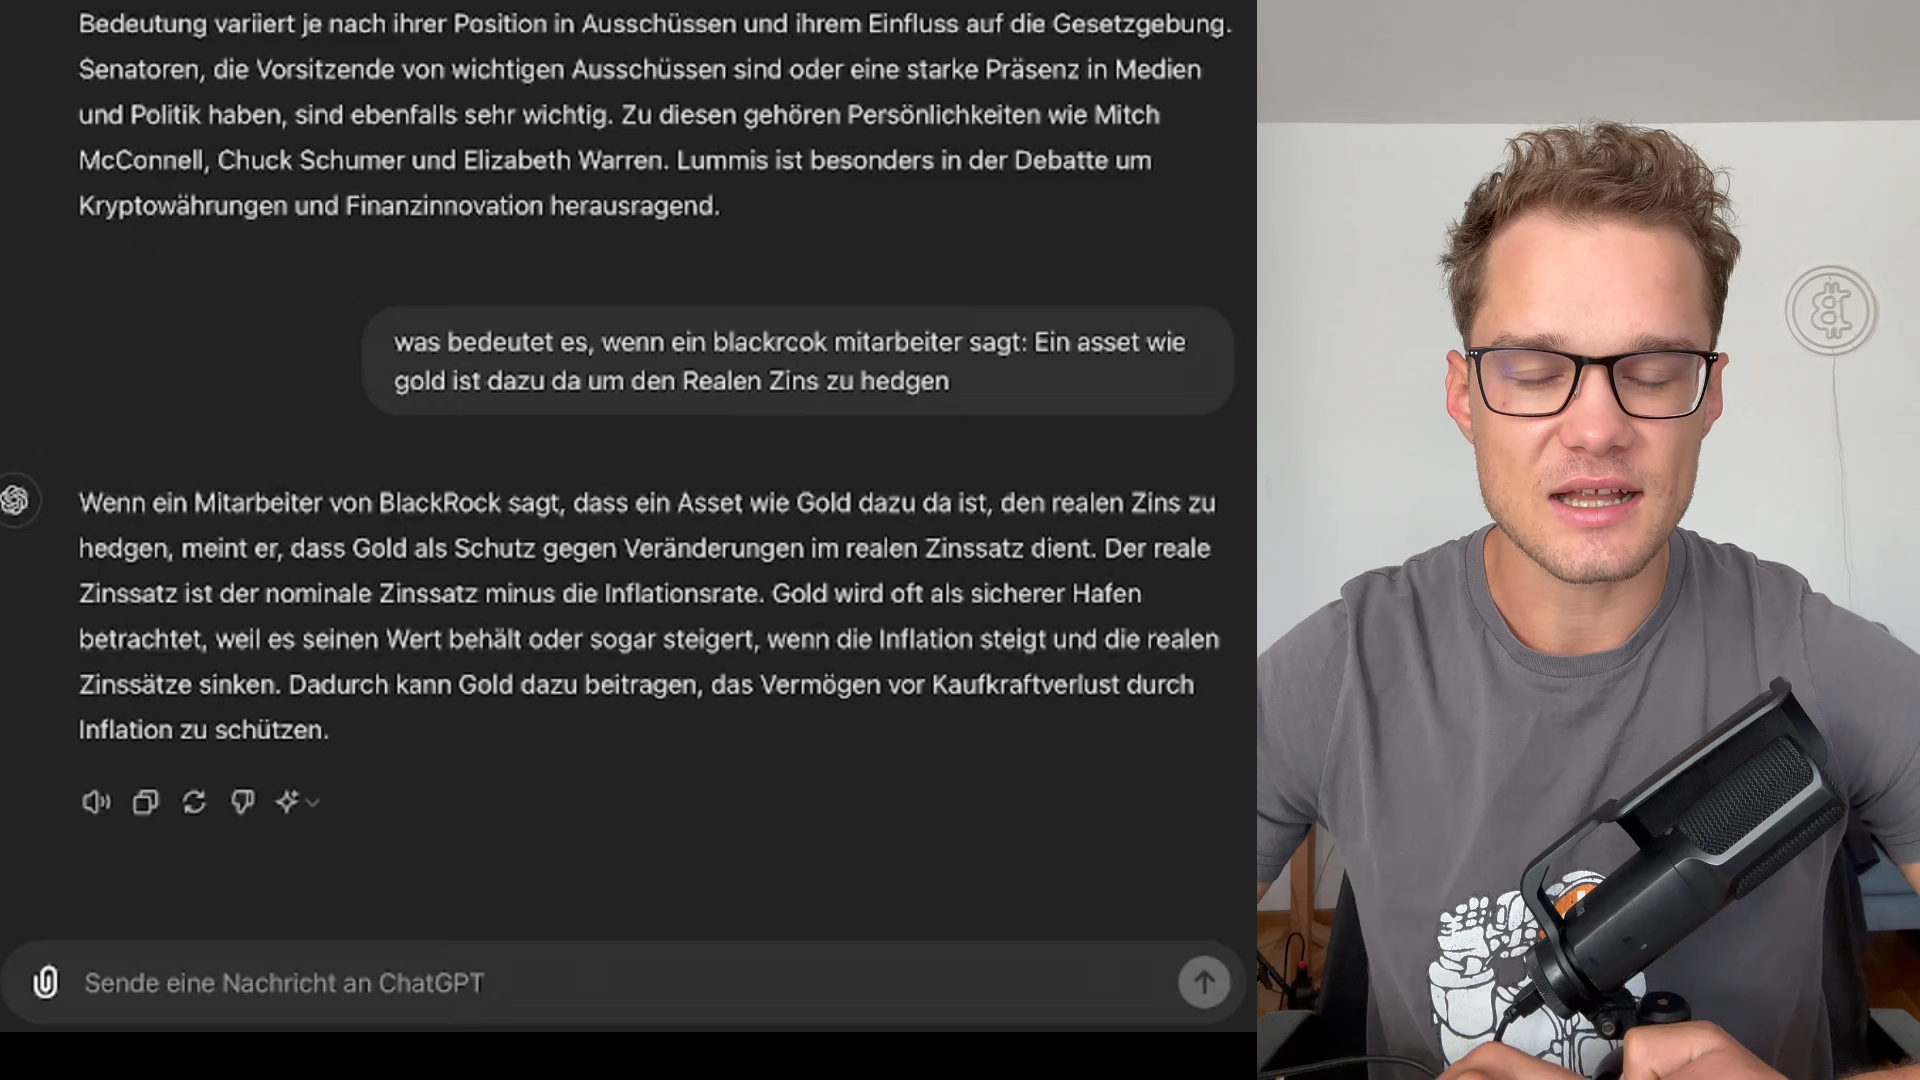 Bedeutung variiert je nach ihrer Position in Ausschüssen und ihrem Einfluss auf die Gesetzgebung.
Senatoren, die Vorsitzende von wichtigen Ausschüssen sind oder eine starke Präsenz in Medien
und Politik haben, sind ebenfalls sehr wichtig. Zu diesen gehören Persönlichkeiten wie Mitch
McConnell, Chuck Schumer und Elizabeth Warren. Lummis ist besonders in der Debatte um
Kryptowährungen und Finanzinnovation herausragend.
was bedeutet es, wenn ein blackrcok mitarbeiter sagt: Ein asset wie
gold ist dazu da um den Realen Zins zu hedgen
Wenn ein Mitarbeiter von BlackRock sagt, dass ein Asset wie Gold dazu da ist, den realen Zins zu
hedgen, meint er, dass Gold als Schutz gegen Veränderungen im realen Zinssatz dient. Der reale
Zinssatz ist der nominale Zinssatz minus die Inflationsrate. Gold wird oft als sicherer Hafen
betrachtet, weil es seinen Wert behält oder sogar steigert, wenn die Inflation steigt und die realen
Zinssätze sinken. Dadurch kann Gold dazu beitragen, das Vermögen vor Kaufkraftverlust durch
Inflation zu schützen.
Sende eine Nachricht an ChatGPT